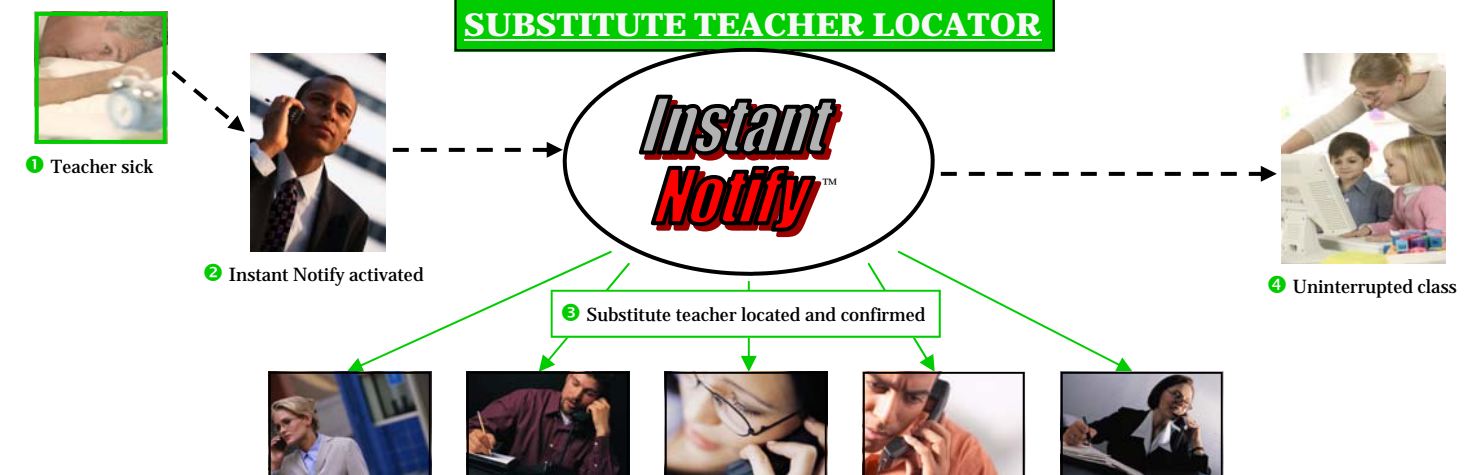 SUBSTITUTE TEACHER LOCATOR
Instant
Notify™
❶ Teacher sick
❷ Instant Notify activated
❸ Substitute teacher located and confirmed
❹ Uninterrupted class